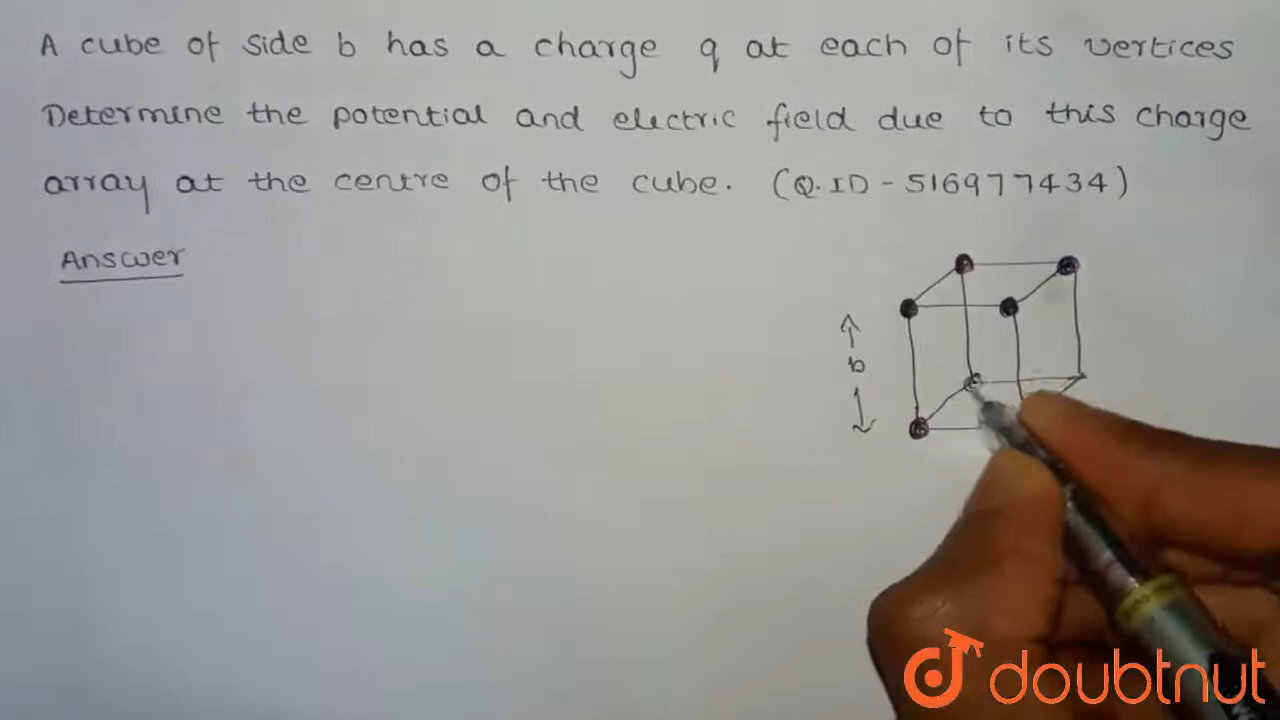 A cube of side b has a charge q at each of its vertices
Determine the potential and electric field due to this charge
array at the centre of the cube. (Q.ID - 516977434)
Answer
b
doubtnut